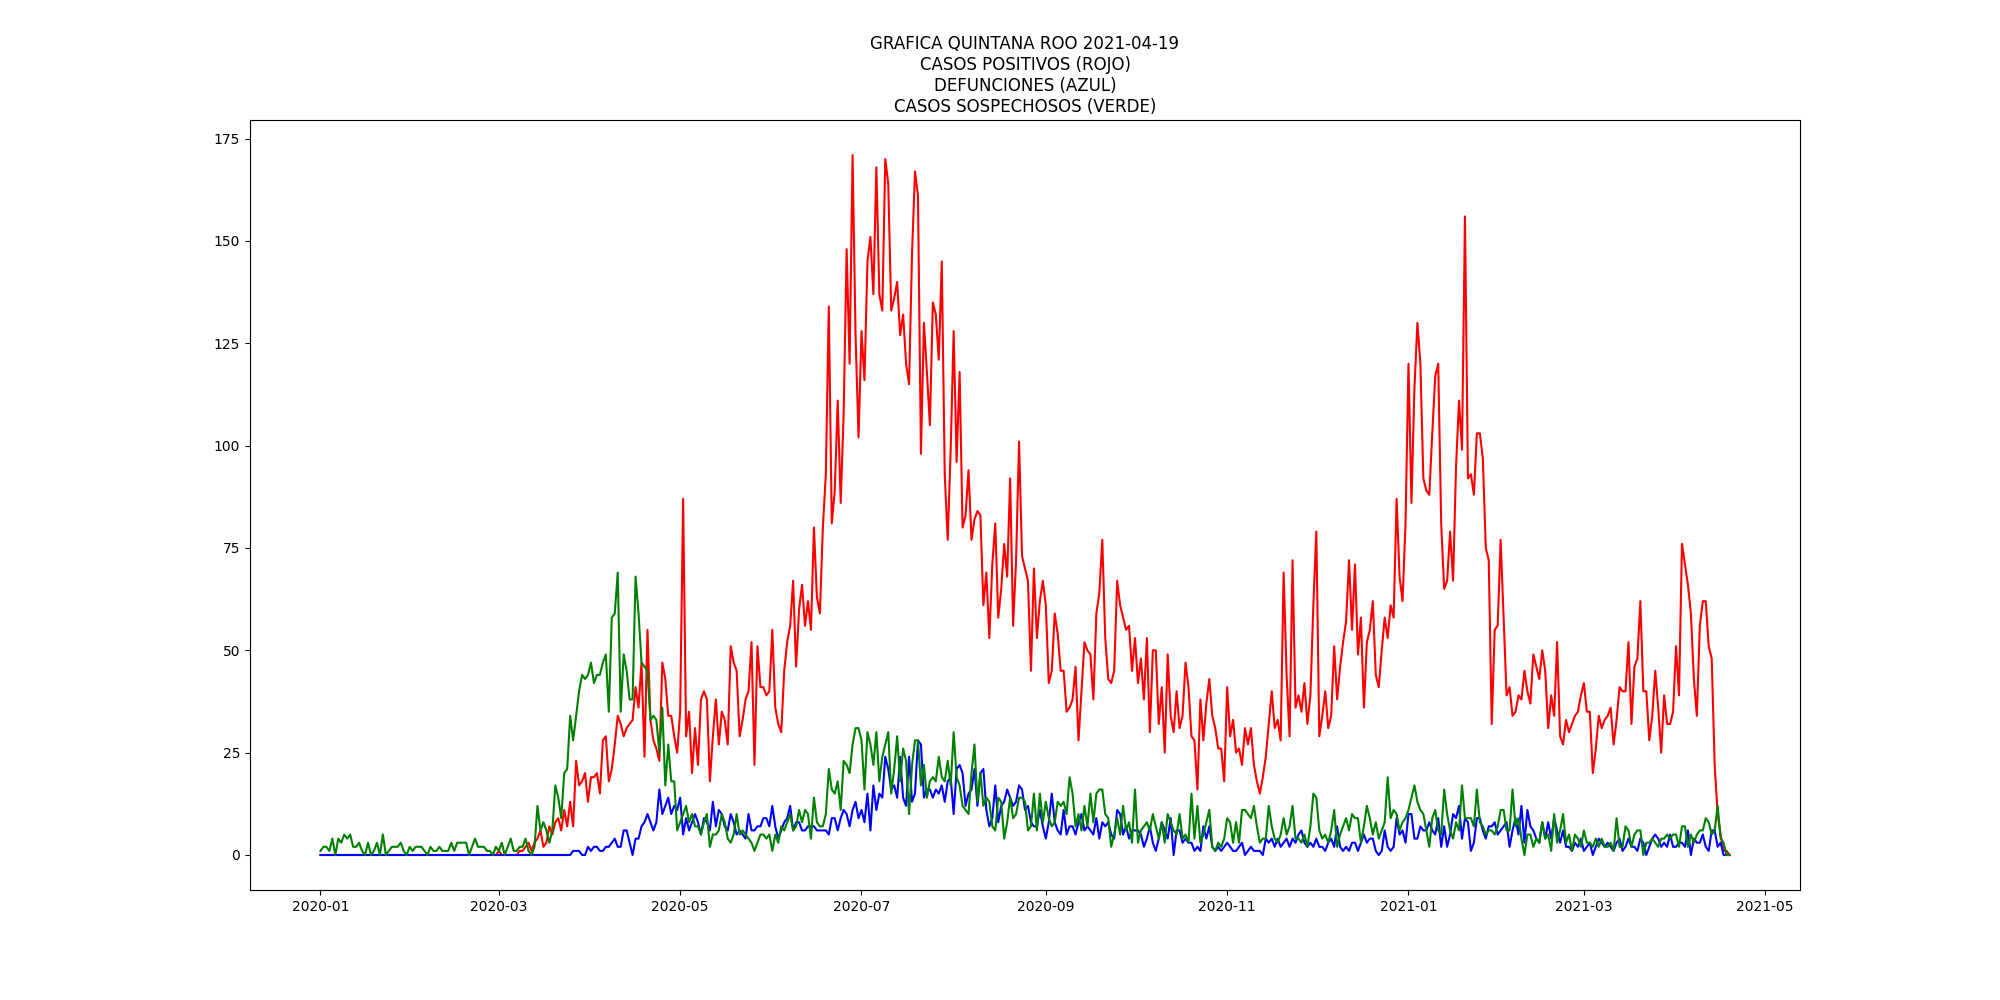 GRAFICA QUINTANA ROO 2021-04-19
CASOS POSITIVOS (ROJO)
DEFUNCIONES (AZUL)
CASOS SOSPECHOSOS (VERDE)
175
150
125
100
75
50
25
0
2020-01 2020-03 2020-05 2020-07 2020-09 2020-11 2021-01 2021-03 2021-05